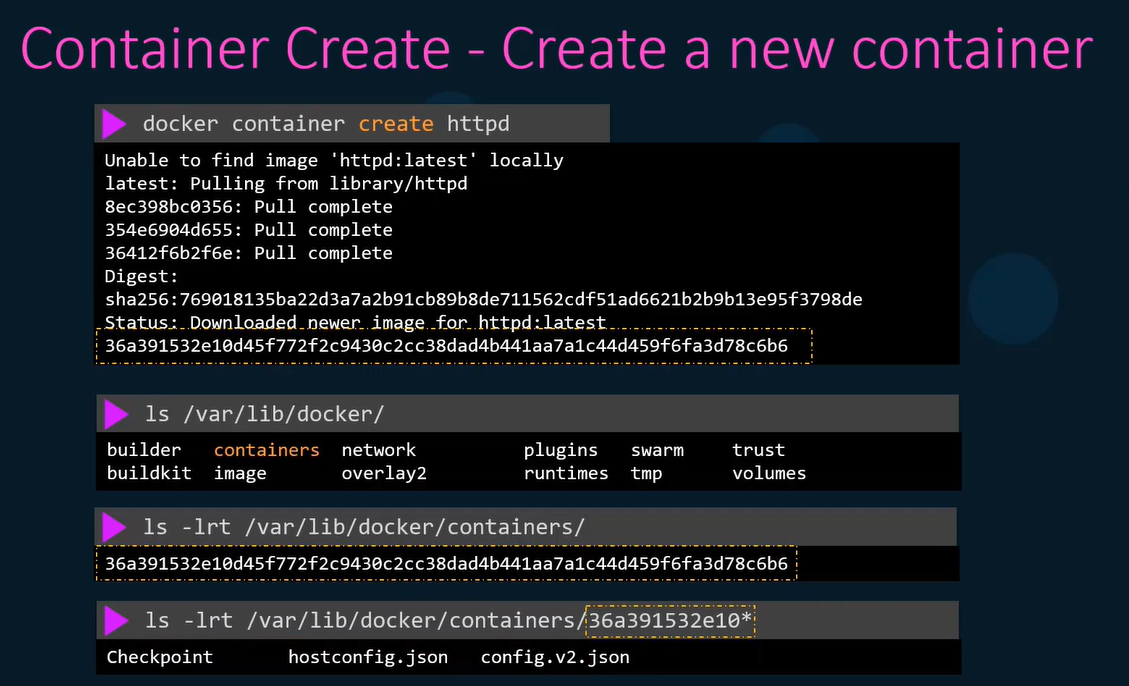 Container Create - Create a new container
docker container create httpd
Unable to find image 'httpd:latest' locally
latest: Pulling from library/httpd
8ec398bc0356: Pull complete
354e6904d655: Pull complete
36412f6b2f6e: Pull complete
Digest:
sha256:769018135ba22d3a7a2b91cb89b8de711562cdf51ad6621b2b9b13e95f3798de
Status: Downloaded newer image for httpd:latest
36a391532e10d45f772f2c9430c2cc38dad4b441aa7a1c44d459f6fa3d78c6b6
ls /var/lib/docker/
builder containers network plugins swarm trust
buildkit image overlay2 runtimes tmp volumes
ls -lrt /var/lib/docker/containers/
36a391532e10d45f772f2c9430c2cc38dad4b441aa7a1c44d459f6fa3d78c6b6
ls -lrt /var/lib/docker/containers/36a391532e10*
Checkpoint hostconfig.json config.v2.json